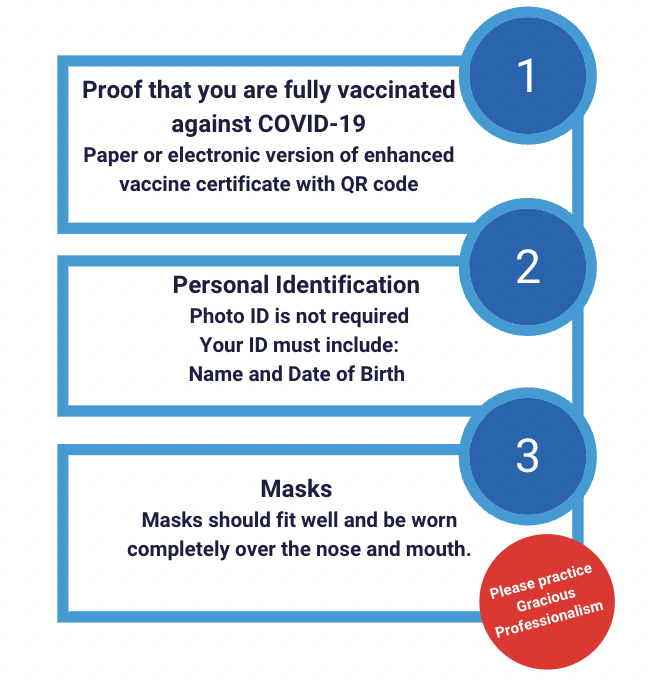 1
Proof that you are fully vaccinated
against COVID-19
Paper or electronic version of enhanced
vaccine certificate with QR code
2
Personal Identification
Photo ID is not required
Your ID must include:
Name and Date of Birth
3
Masks
Masks should fit well and be worn
completely over the nose and mouth.
Please practice
Gracious
Professionalism